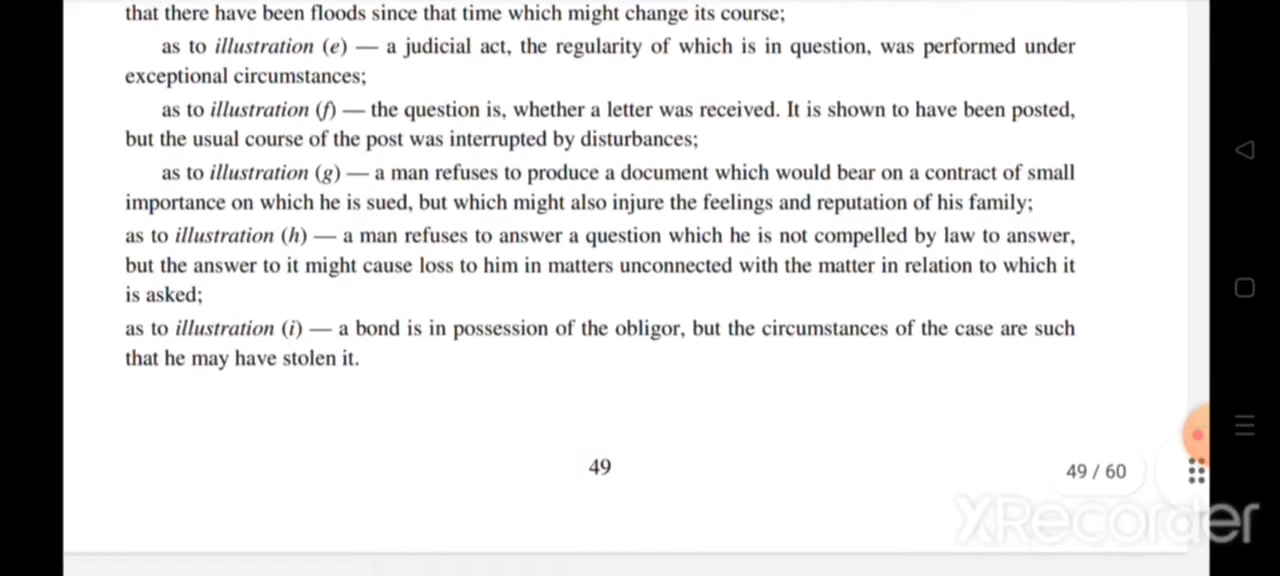 that there have been floods since that time which might change its course;
as to illustration (e) — a judicial act, the regularity of which is in question, was performed under
exceptional circumstances;
as to illustration (f) — the question is, whether a letter was received. It is shown to have been posted,
but the usual course of the post was interrupted by disturbances;
as to illustration (g) — a man refuses to produce a document which would bear on a contract of small
importance on which he is sued, but which might also injure the feelings and reputation of his family;
as to illustration (h) — a man refuses to answer a question which he is not compelled by law to answer,
but the answer to it might cause loss to him in matters unconnected with the matter in relation to which it
is asked;
as to illustration (i) — a bond is in possession of the obligor, but the circumstances of the case are such
that he may have stolen it.
49
49 / 60
XRecorder